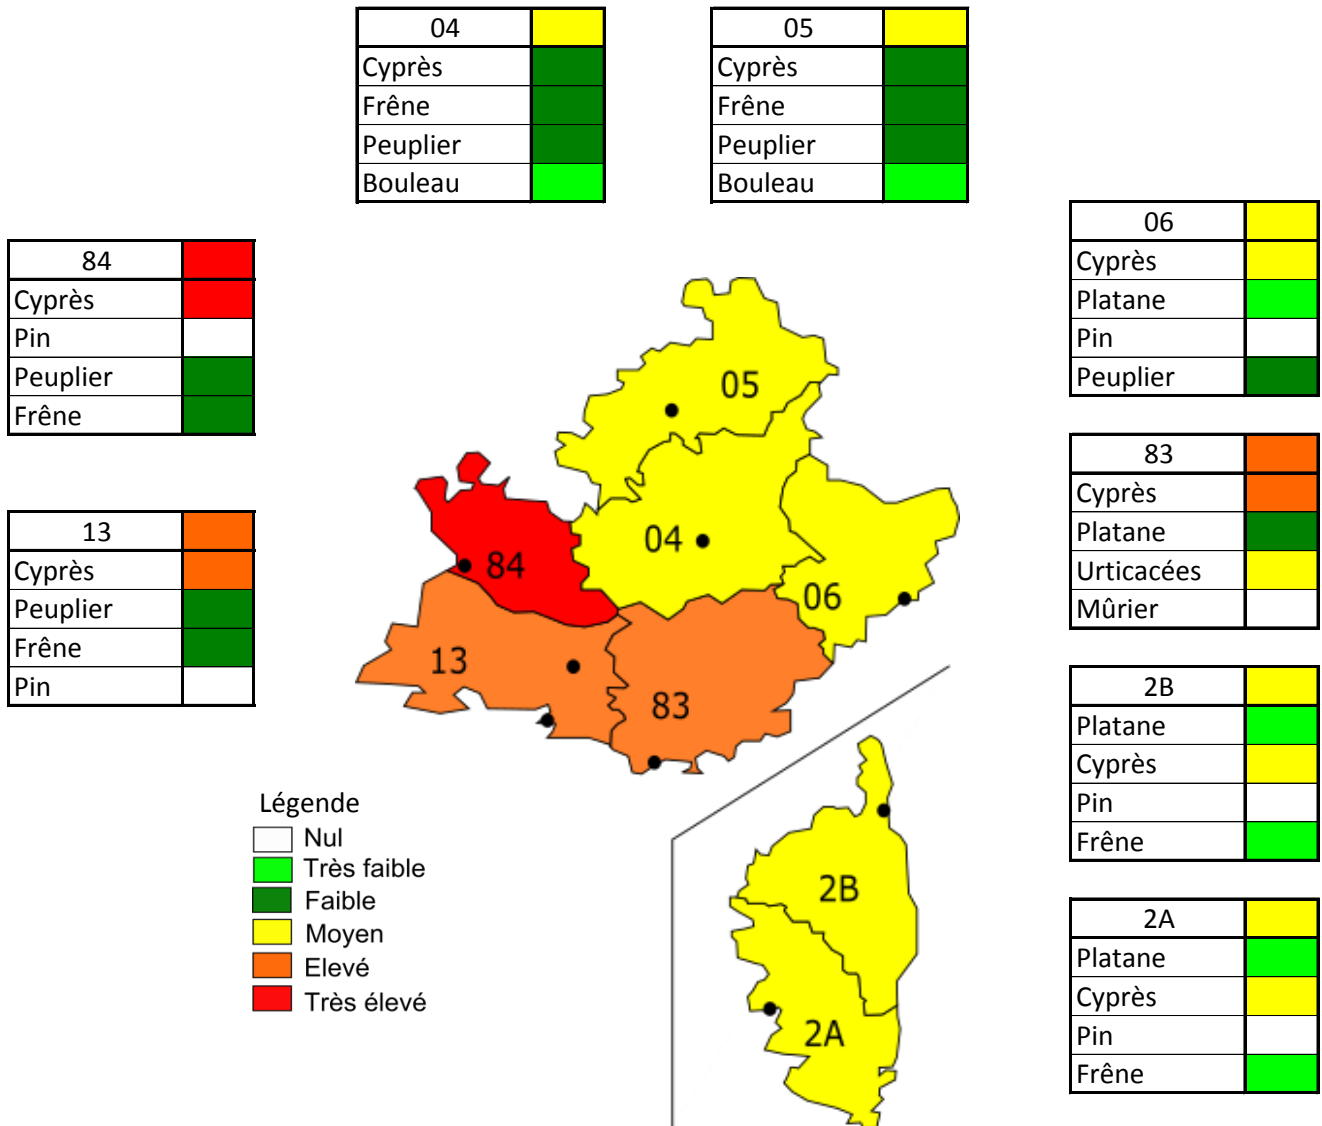 04
Cyprès
Frêne
Peuplier
Bouleau
05
Cyprès
Frêne
Peuplier
Bouleau
84
Cyprès
Pin
Peuplier
Frêne
13
Cyprès
Peuplier
Frêne
Pin
06
Cyprès
Platane
Pin
Peuplier
83
Cyprès
Platane
Urticacées
Mûrier
2B
Platane
Cyprès
Pin
Frêne
2A
Platane
Cyprès
Pin
Frêne
05
04
84
06
13
83
2B
2A
Légende
Nul
Très faible
Faible
Moyen
Elevé
Très élevé